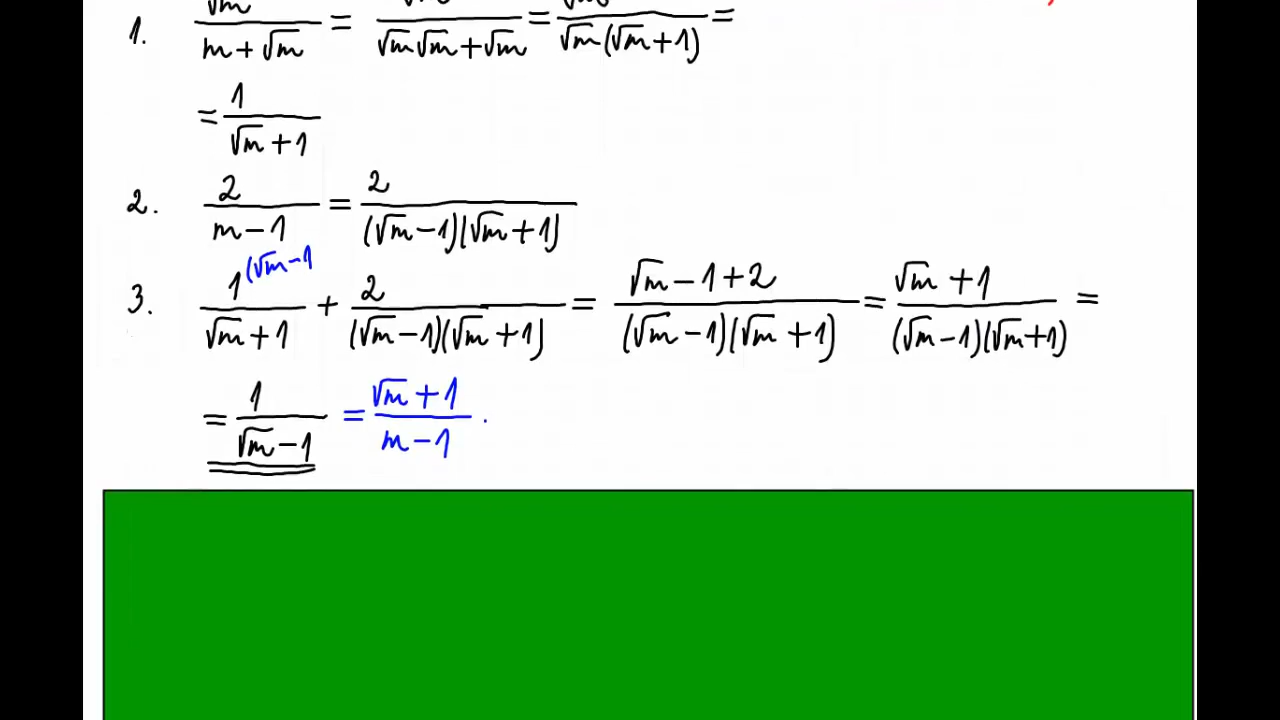 1. √m/(m + √m) = √m/(√m√m + √m) = √m/(√m(√m + 1)) =
= 1/(√m + 1)
2. 2/(m - 1) = 2/((√m - 1)(√m + 1))
3. 1^(√m - 1/(√m + 1) + 2/((√m - 1)(√m + 1)) = (√m - 1 + 2)/((√m - 1)(√m + 1)) = (√m + 1)/((√m - 1)(√m + 1)) =
= 1/(√m - 1) = (√m + 1)/(m - 1) .